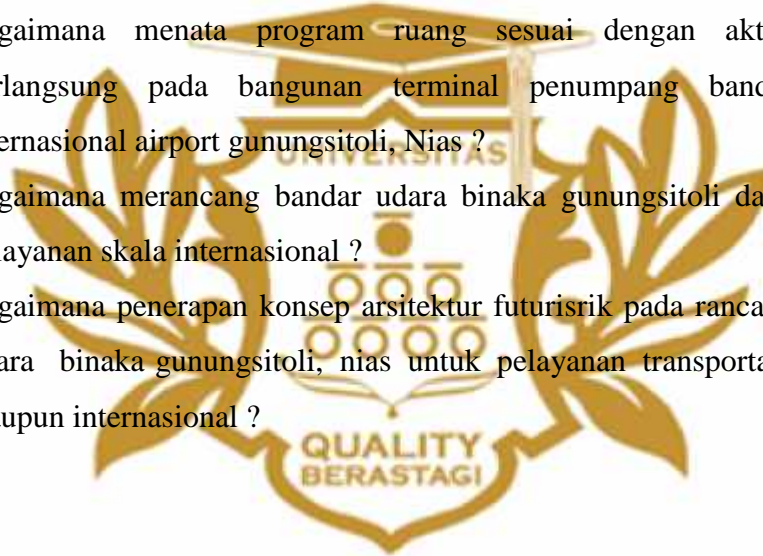 gaimana menata program ruang sesuai dengan akt
rlangsung pada bangunan terminal penumpang band
ernasional airport gunungsitoli, Nias ?
UNIVERSITAS
gaimana merancang bandar udara binaka gunungsitoli da
layanan skala internasional ?
gaimana penerapan konsep arsitektur futurisrik pada ranca
ara binaka gunungsitoli, nias untuk pelayanan transporta
upun internasional ?
QUALITY
BERASTAGI